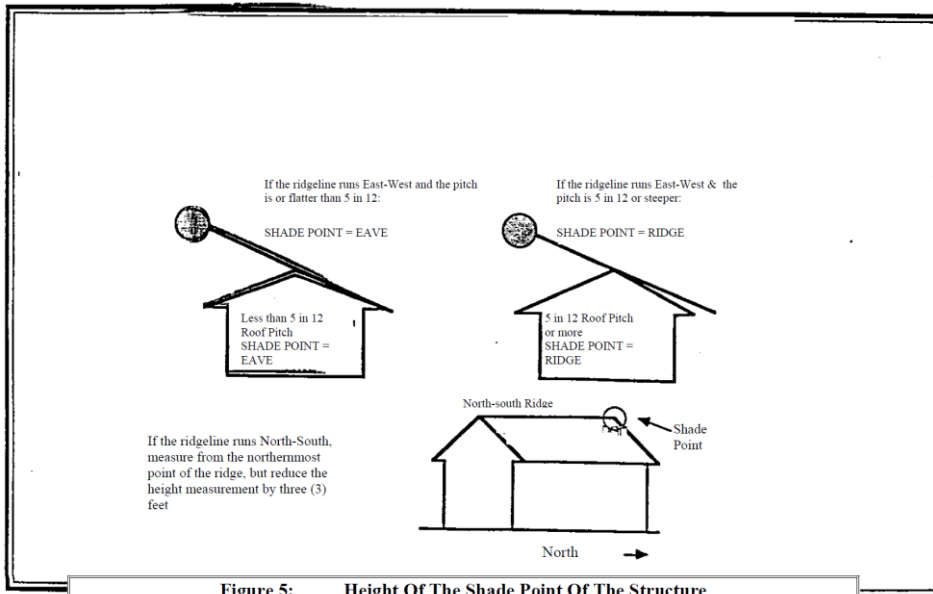 If the ridgeline runs East-West and the pitch
is or flatter than 5 in 12:
SHADE POINT = EAVE
If the ridgeline runs East-West & the
pitch is 5 in 12 or steeper:
SHADE POINT = RIDGE
Less than 5 in 12
Roof Pitch
SHADE POINT =
EAVE
5 in 12 Roof Pitch
or more
SHADE POINT =
RIDGE
North-south Ridge
Shade
Point
If the ridgeline runs North-South,
measure from the northernmost
point of the ridge, but reduce the
height measurement by three (3)
feet
North
Figure 5: Height Of The Shade Point Of The Structure